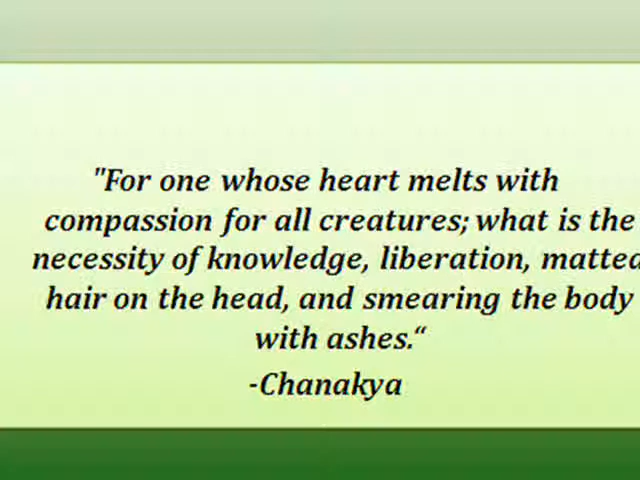 "For one whose heart melts with
compassion for all creatures; what is the
necessity of knowledge, liberation, matted
hair on the head, and smearing the body
with ashes.“
-Chanakya